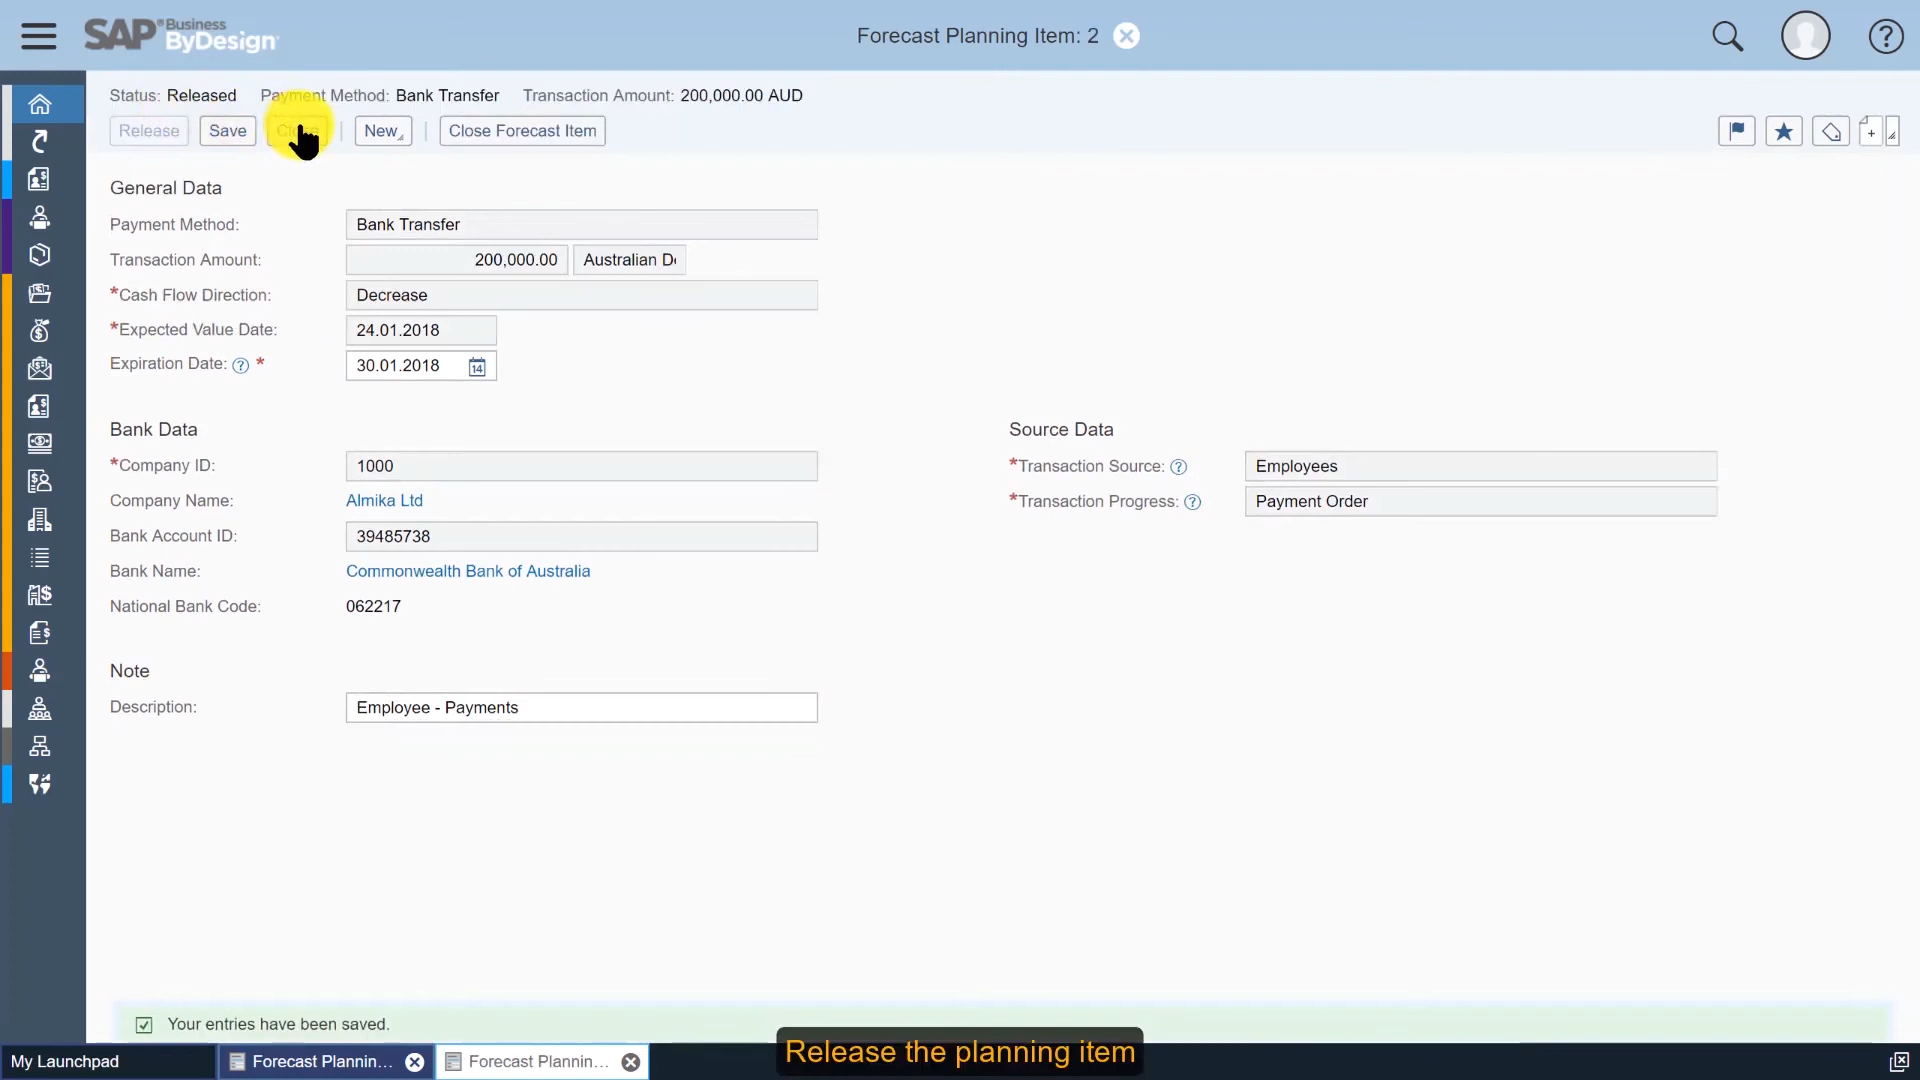 SAP Business ByDesign
Forecast Planning Item: 2
Status: Released Payment Method: Bank Transfer Transaction Amount: 200,000.00 AUD
Release Save Close New Close Forecast Item
General Data
Payment Method: Bank Transfer
Transaction Amount: 200,000.00 Australian Do
*Cash Flow Direction: Decrease
*Expected Value Date: 24.01.2018
Expiration Date: ? * 30.01.2018 14
Bank Data
*Company ID: 1000
Company Name: Almika Ltd
Bank Account ID: 39485738
Bank Name: Commonwealth Bank of Australia
National Bank Code: 062217
Source Data
*Transaction Source: ? Employees
*Transaction Progress: ? Payment Order
Note
Description: Employee - Payments
Your entries have been saved.
My Launchpad Forecast Plannin... Forecast Plannin...
Release the planning item